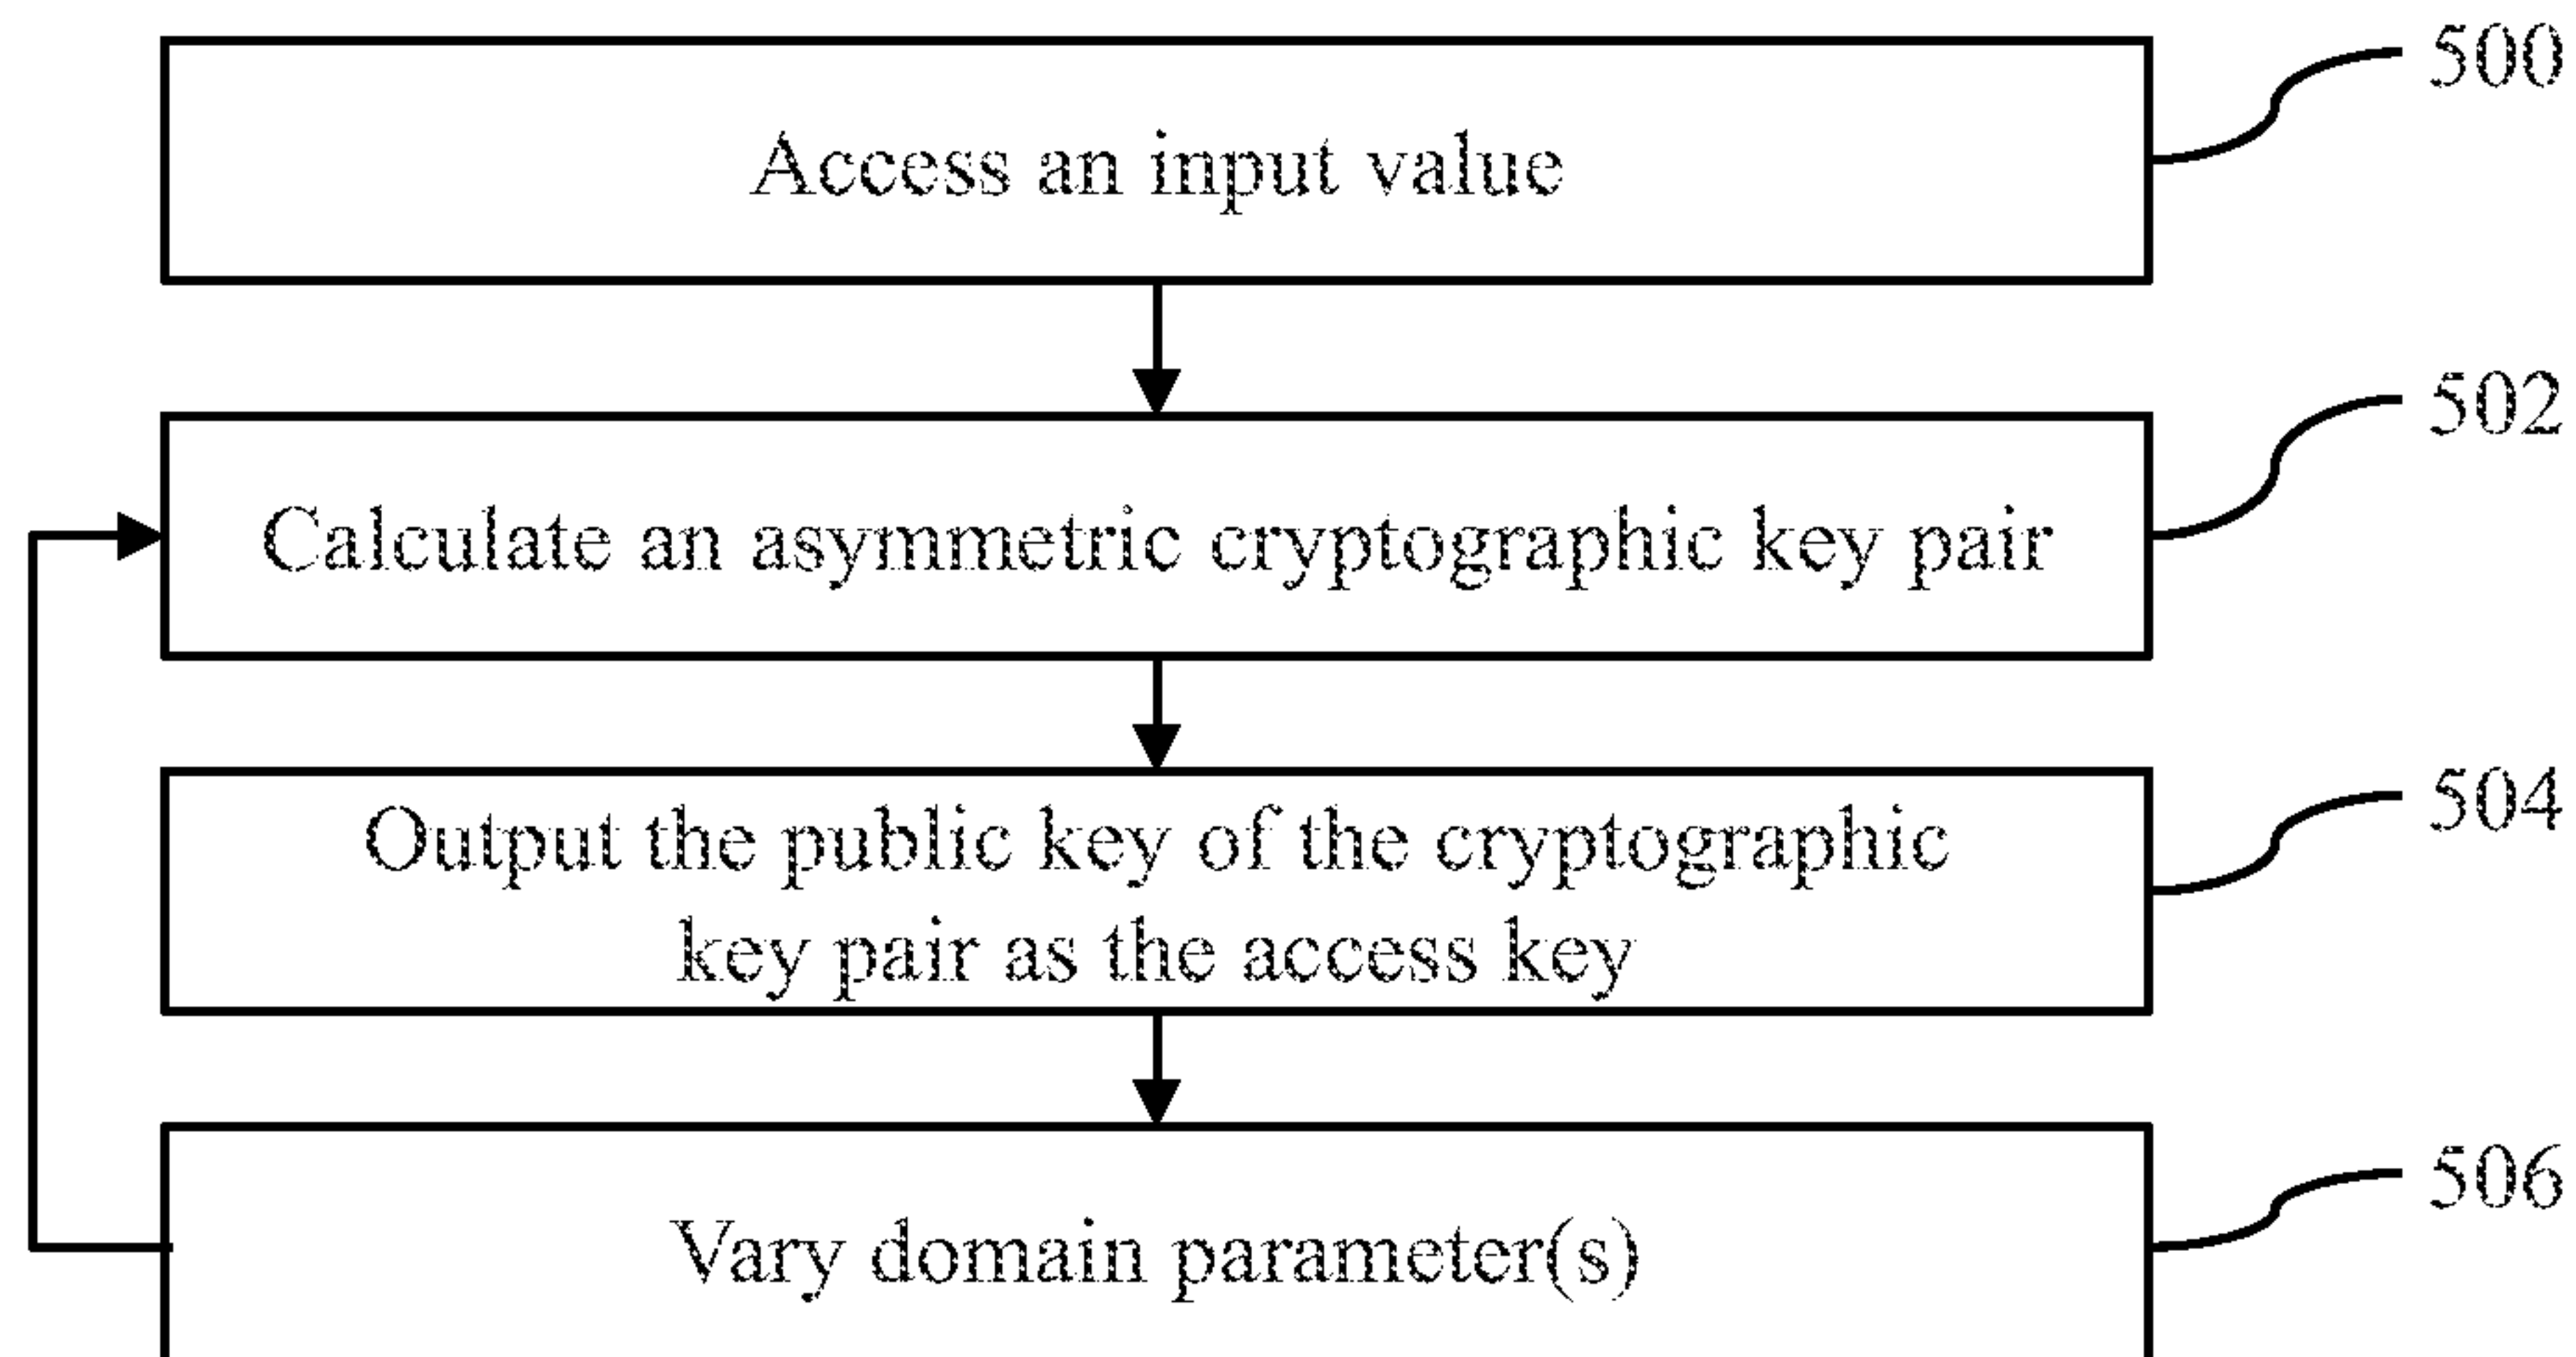 500
Access an input value
502
Calculate an asymmetric cryptographic key pair
504
Output the public key of the cryptographic
key pair as the access key
506
Vary domain parameter(s)